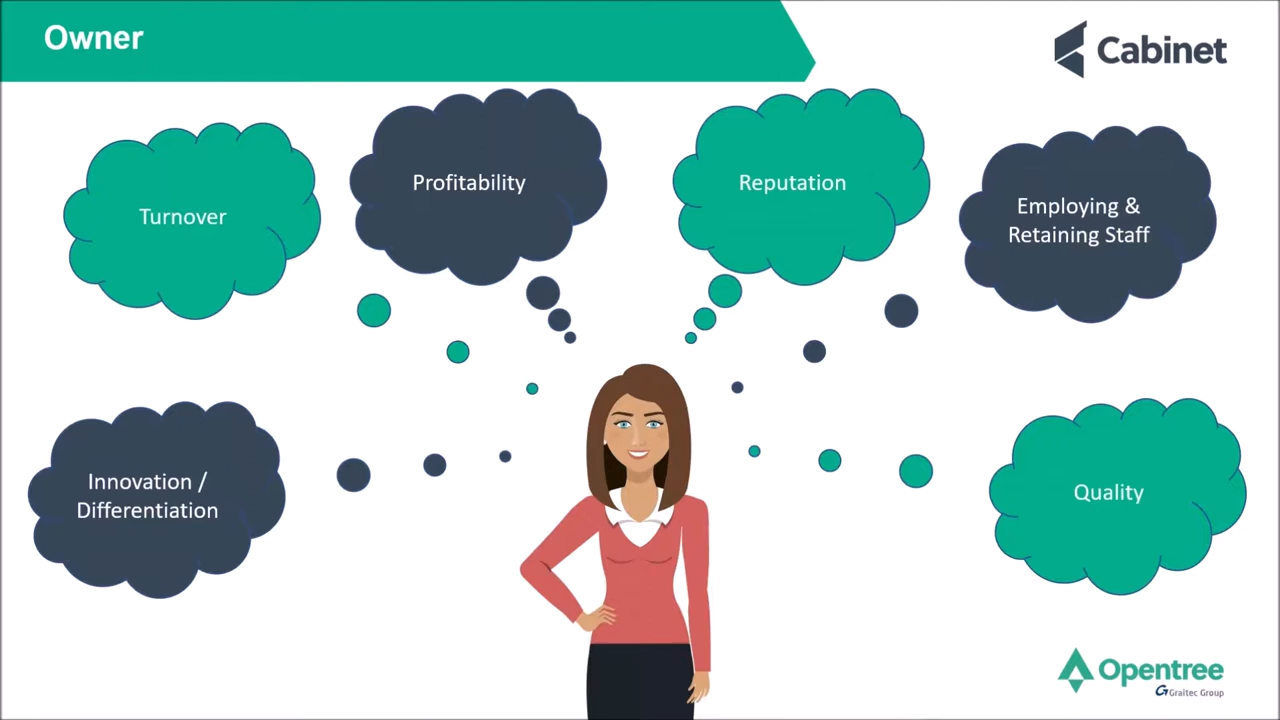 Owner
Cabinet
Turnover
Profitability
Reputation
Employing &
Retaining Staff
Innovation /
Differentiation
Quality
Opentree
Graitec Group